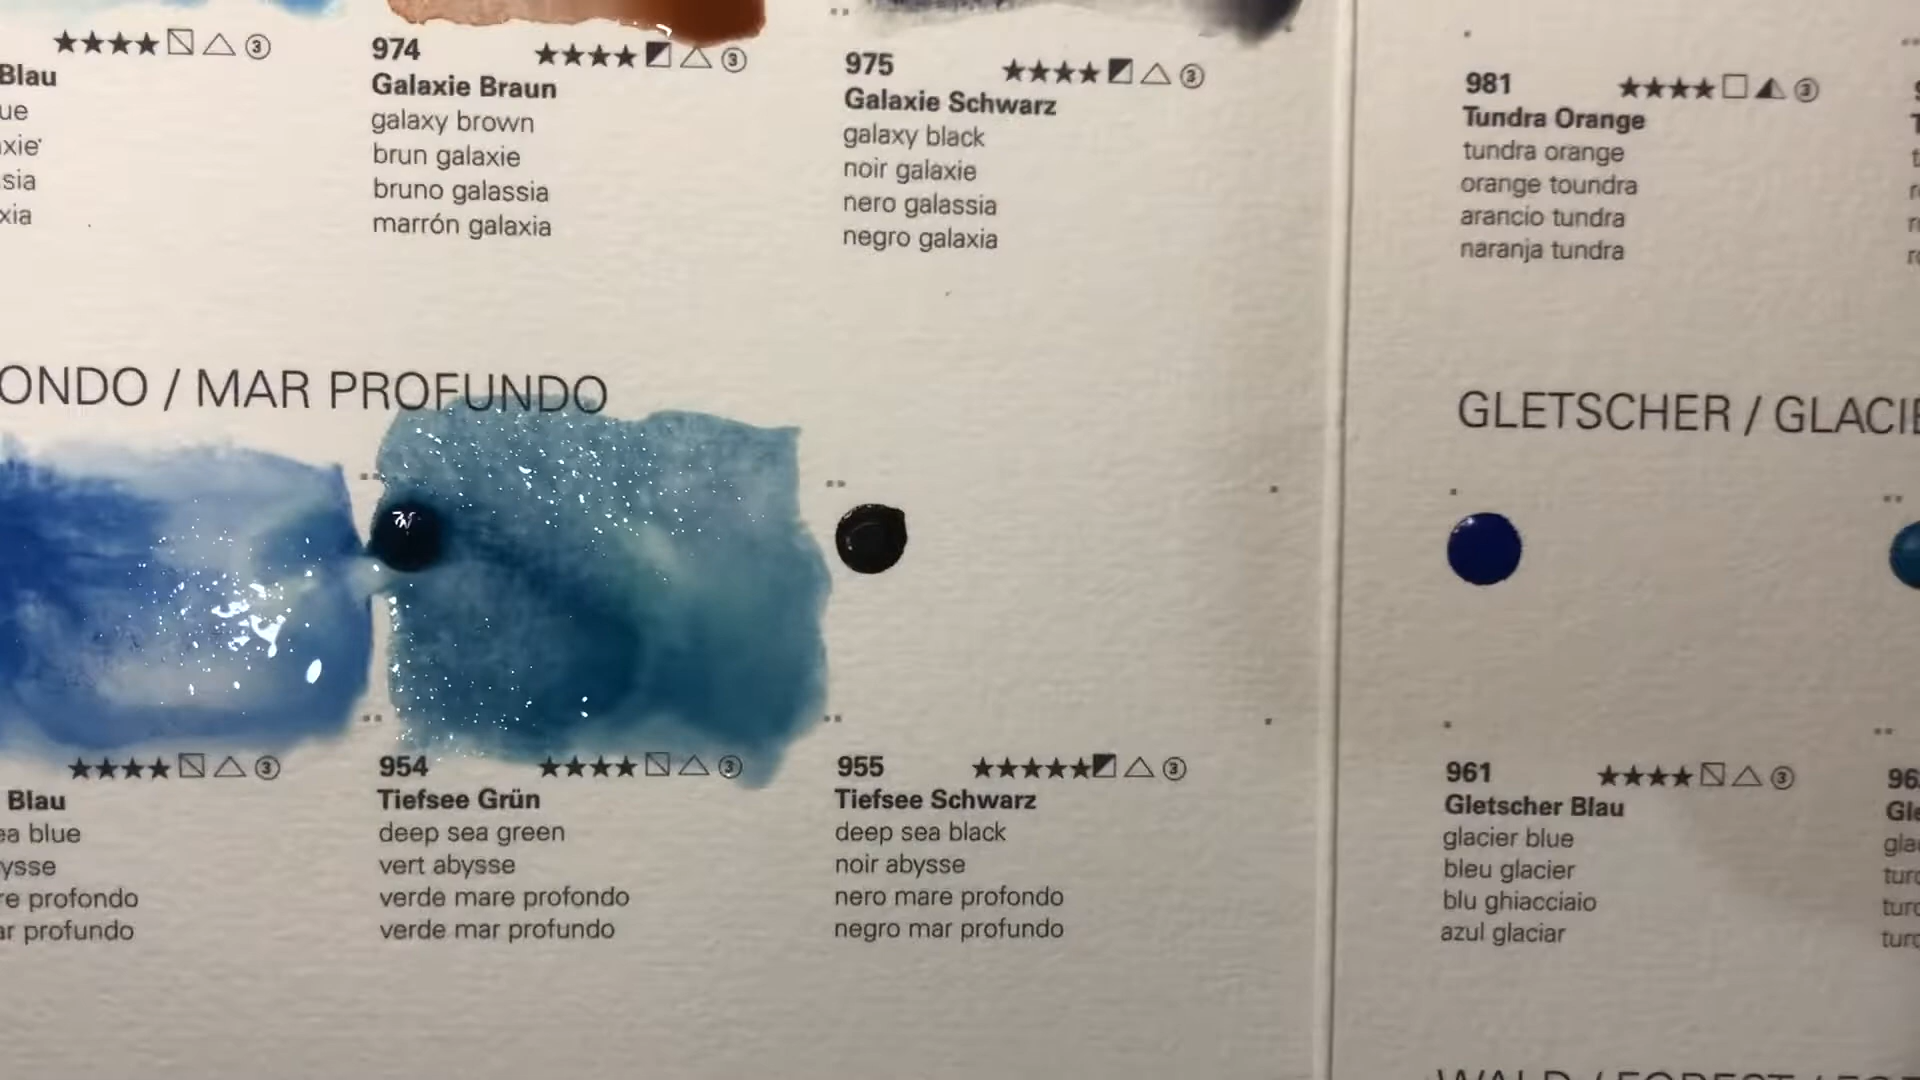 Blau
974
Galaxie Braun
galaxy brown
brun galaxie
bruno galassia
marrón galaxia
975
Galaxie Schwarz
galaxy black
noir galaxie
nero galassia
negro galaxia
981
Tundra Orange
tundra orange
orange toundra
arancio tundra
naranja tundra
/ MAR PROFUNDO
GLETSCHER /
Blau
blue
profondo
profundo
954
Tiefsee Grün
deep sea green
vert abysse
verde mare profondo
verde mar profundo
955
Tiefsee Schwarz
deep sea black
noir abysse
nero mare profondo
negro mar profundo
961
Gletscher Blau
glacier blue
bleu glacier
blu ghiacciaio
azul glaciar